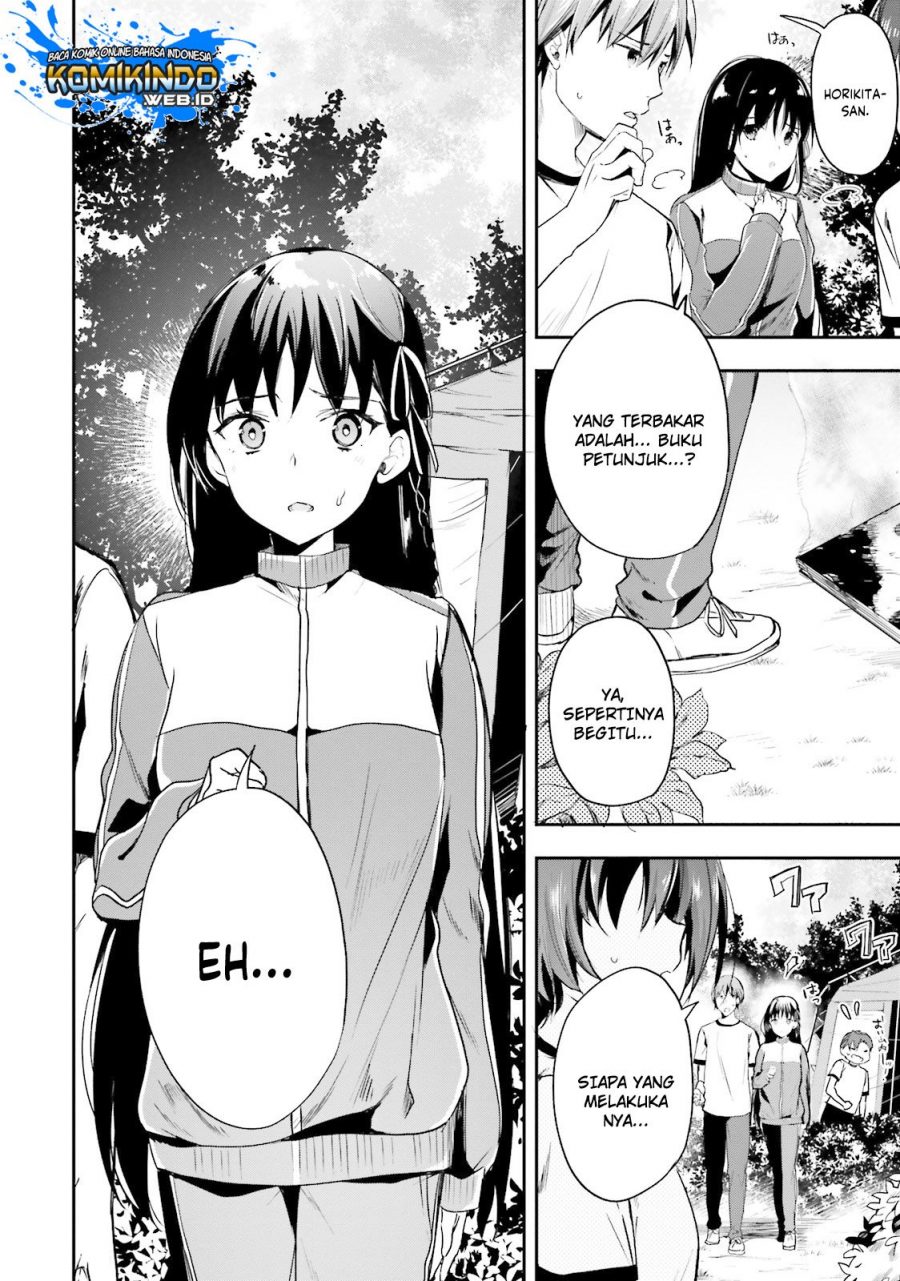 BACA KOMIK ONLINE BAHASA INDONESIA
KOMIKINDO
WEB.ID
HORIKITA-
SAN.
はぁっ
はぁ
YANG TERBAKAR
ADALAH... BUKU
PETUNJUK...?
YA,
SEPERTINYA
BEGITU...
ワァ
ワァ
SIAPA YANG
MELAKUKA
NYA...
EH...